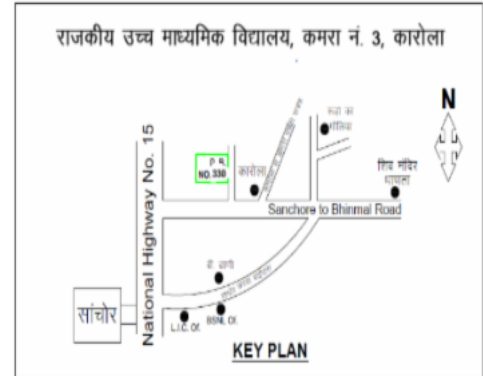 राजकीय उच्च माध्यमिक विद्यालय, कमरा नं. 3, कारोला
N
National Highway No. 15
P.R.
NO.330
कारोला
शिव मंदिर
Sanchore to Bhinmal Road
सांचोर
L.I.C. Of.
BSNL Of.
KEY PLAN